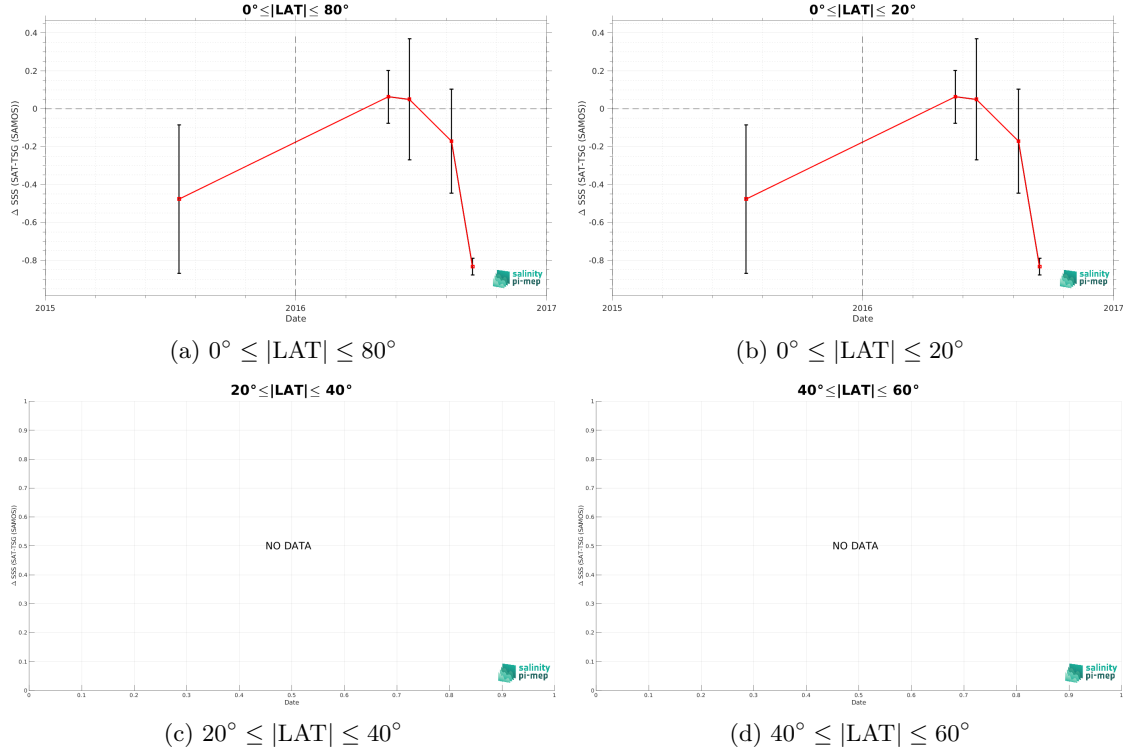 0°≤|LAT|≤ 80°
Δ SSS (SAT-TSG (SAMOS))
0.4
0.2
0
-0.2
-0.4
-0.6
-0.8
2015
2016
2017
Date
salinity
pi-mep
(a) 0° ≤ |LAT| ≤ 80°
0°≤|LAT|≤ 20°
Δ SSS (SAT-TSG (SAMOS))
0.4
0.2
0
-0.2
-0.4
-0.6
-0.8
2015
2016
2017
Date
salinity
pi-mep
(b) 0° ≤ |LAT| ≤ 20°
20°≤|LAT|≤ 40°
Δ SSS (SAT-TSG (SAMOS))
1
0.9
0.8
0.7
0.6
0.5
0.4
0.3
0.2
0.1
0
NO DATA
0 0.1 0.2 0.3 0.4 0.5 0.6 0.7 0.8 0.9 1
Date
salinity
pi-mep
(c) 20° ≤ |LAT| ≤ 40°
40°≤|LAT|≤ 60°
Δ SSS (SAT-TSG (SAMOS))
1
0.9
0.8
0.7
0.6
0.5
0.4
0.3
0.2
0.1
0
NO DATA
0 0.1 0.2 0.3 0.4 0.5 0.6 0.7 0.8 0.9 1
Date
salinity
pi-mep
(d) 40° ≤ |LAT| ≤ 60°